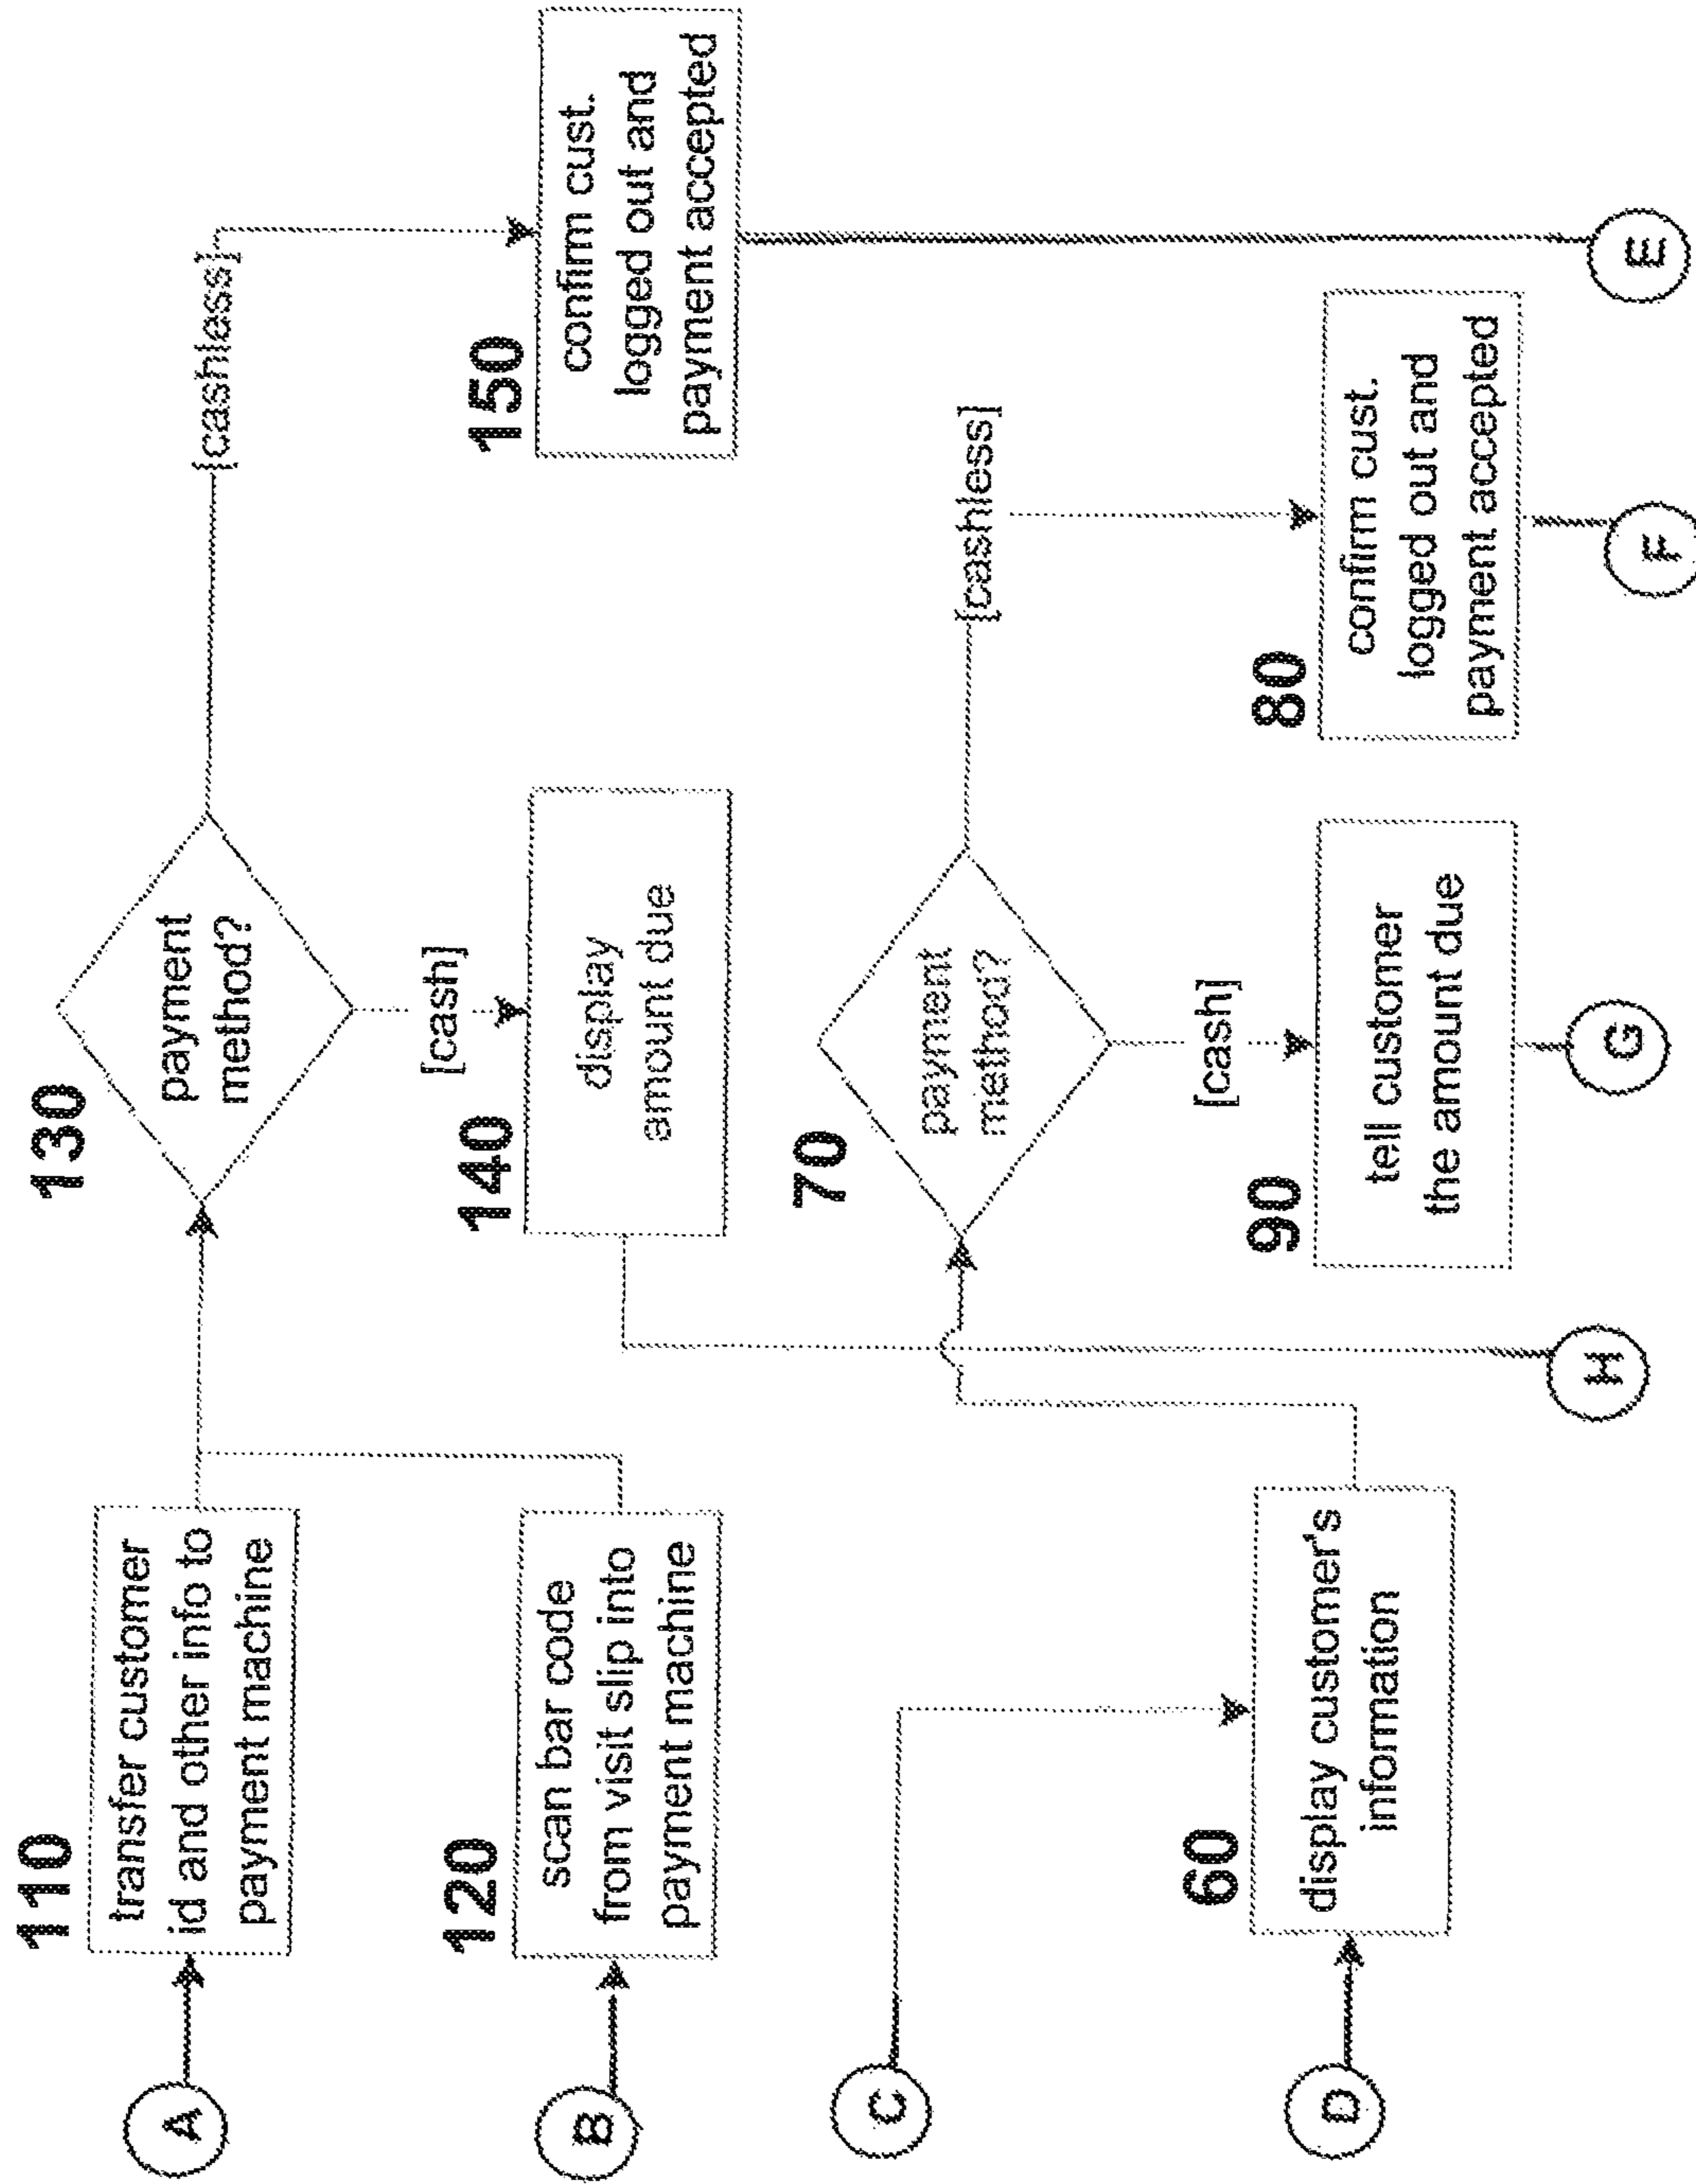 A
110
transfer customer
id and other info to
payment machine
130
payment
method?
[cashless]
B
120
scan bar code
from visit slip into
payment machine
[cash]
140
display
amount due
150
confirm cust.
logged out and
payment accepted
C
70
payment
method?
[cashless]
D
60
display customer's
information
[cash]
90
tell customer
the amount due
80
confirm cust.
logged out and
payment accepted
H
G
F
E